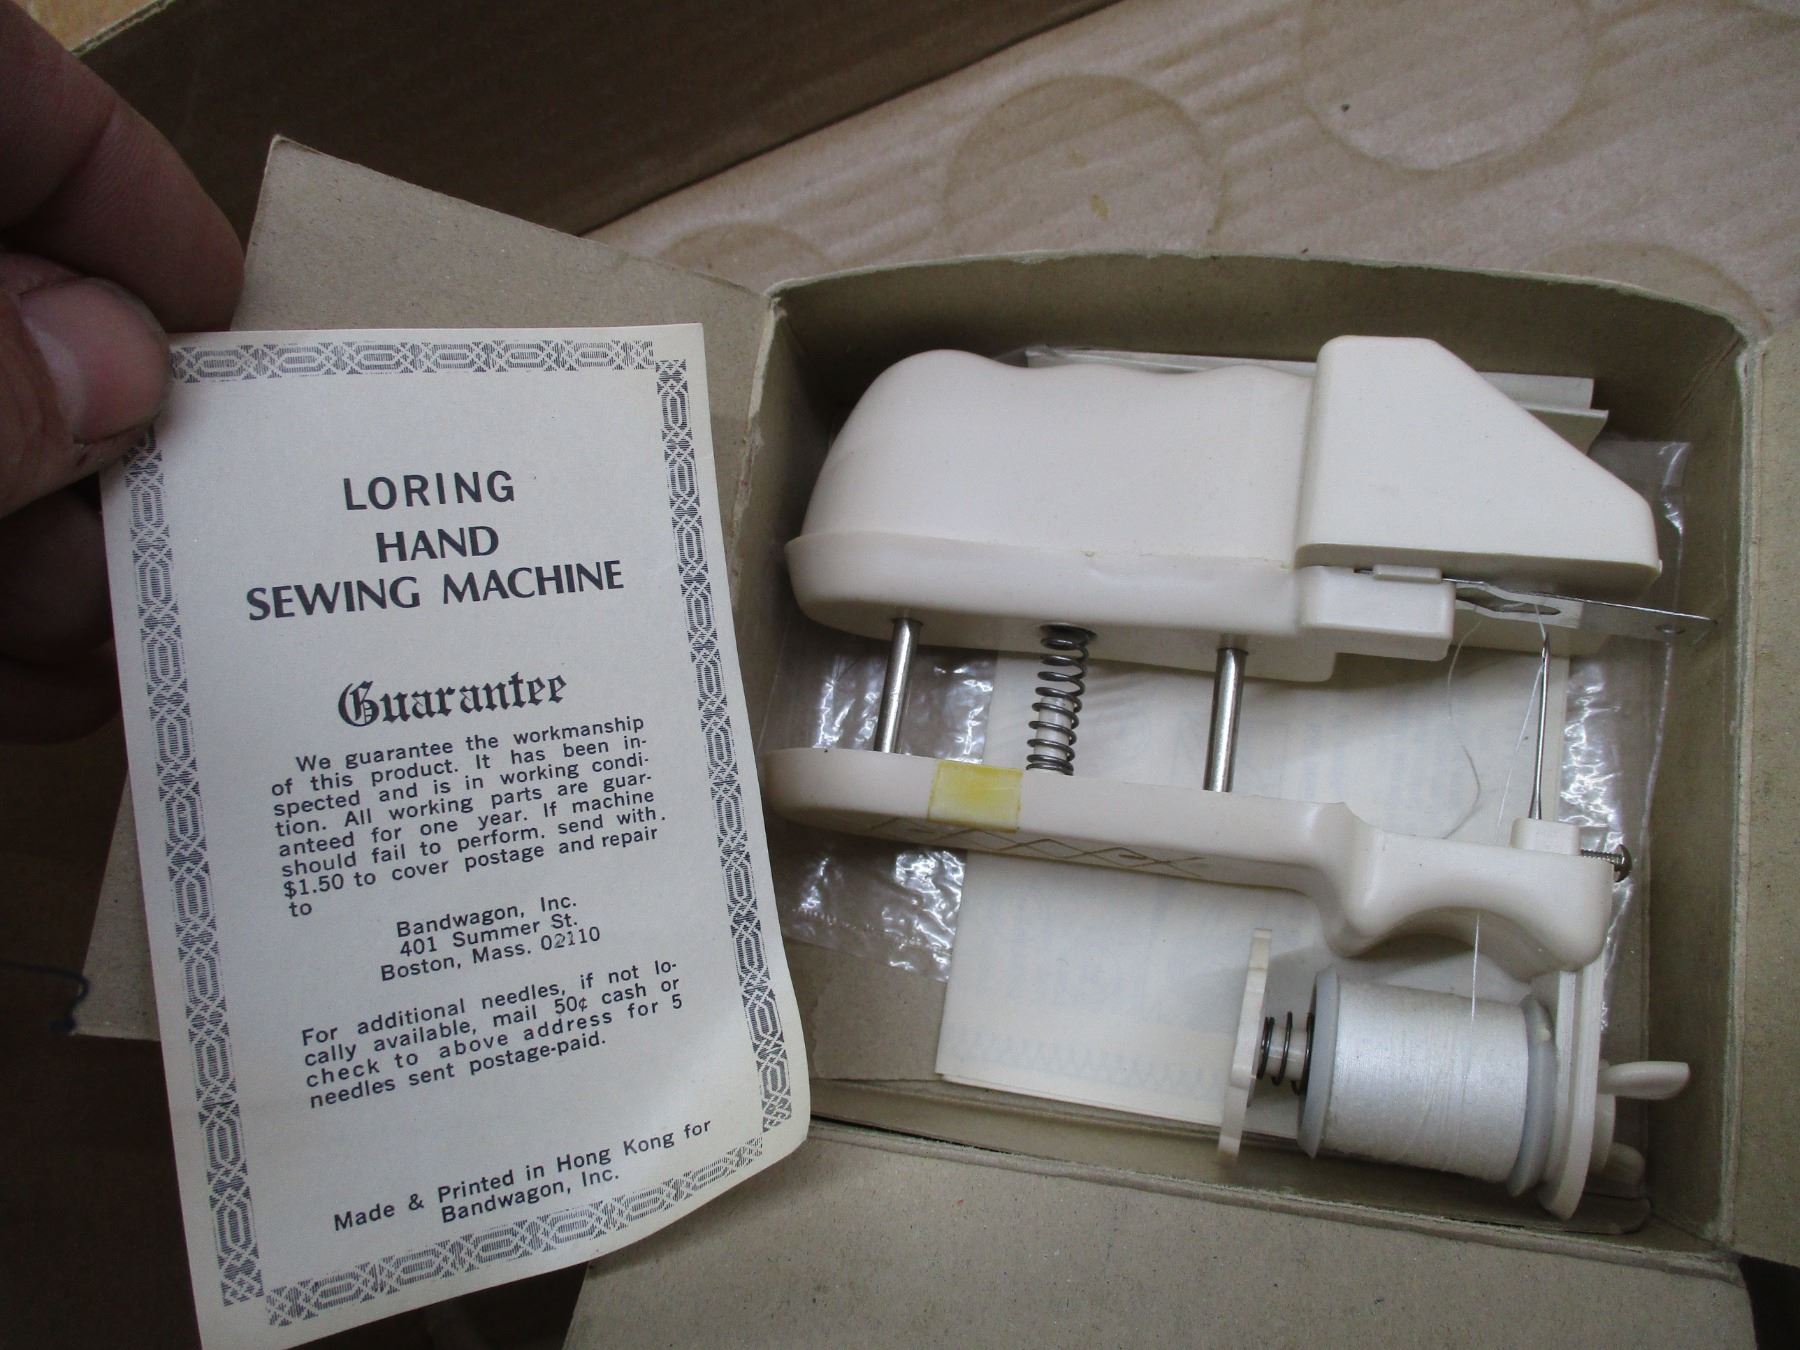 LORING
HAND
SEWING MACHINE
Guarantee
We guarantee the workmanship
of this product. It has been in-
spected and is in working condi-
tion. All working parts are guar-
anteed for one year. If machine
should fail to perform, send with.
$1.50 to cover postage and repair
to
Bandwagon, Inc.
401 Summer St.
Boston, Mass. 02110
For additional needles, if not lo-
cally available, mail 50¢ cash or
check to above address for 5
needles sent postage-paid.
Made & Printed in Hong Kong for
Bandwagon, Inc.